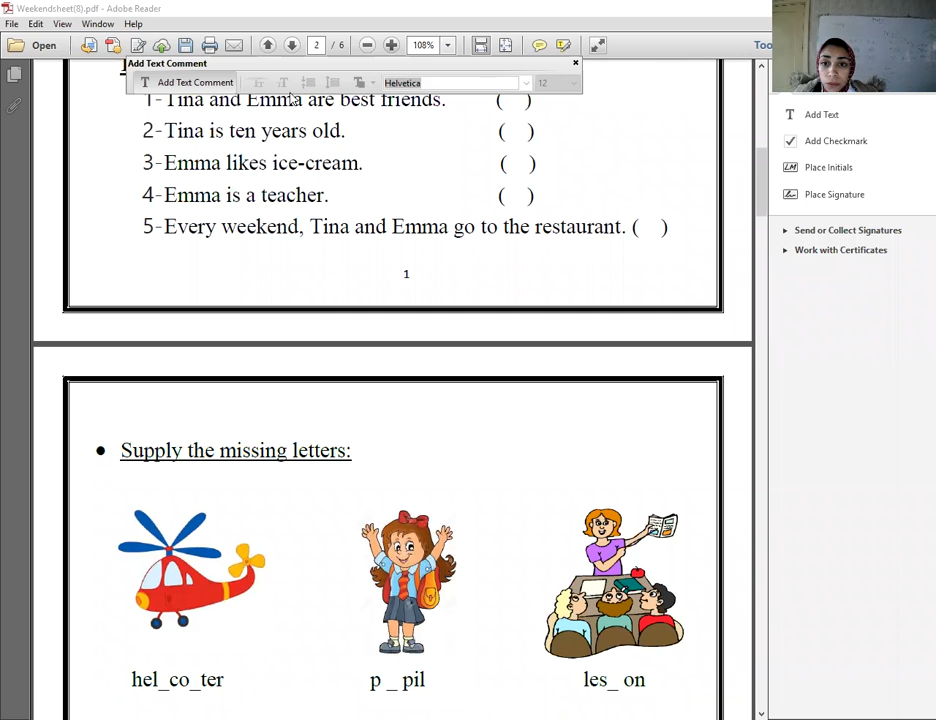 Weekendsheet(8).pdf - Adobe Reader
File Edit View Window Help
Open 2 / 6 108% Too
Add Text Comment
T Add Text Comment Helvetica 12
T Add Text
Add Checkmark
Place Initials
Place Signature
Send or Collect Signatures
Work with Certificates
1- Tina and Emma are best friends. ( )
2- Tina is ten years old. ( )
3- Emma likes ice-cream. ( )
4- Emma is a teacher. ( )
5- Every weekend, Tina and Emma go to the restaurant. ( )
1
• Supply the missing letters:
hel_co_ter p _ pil les_ on